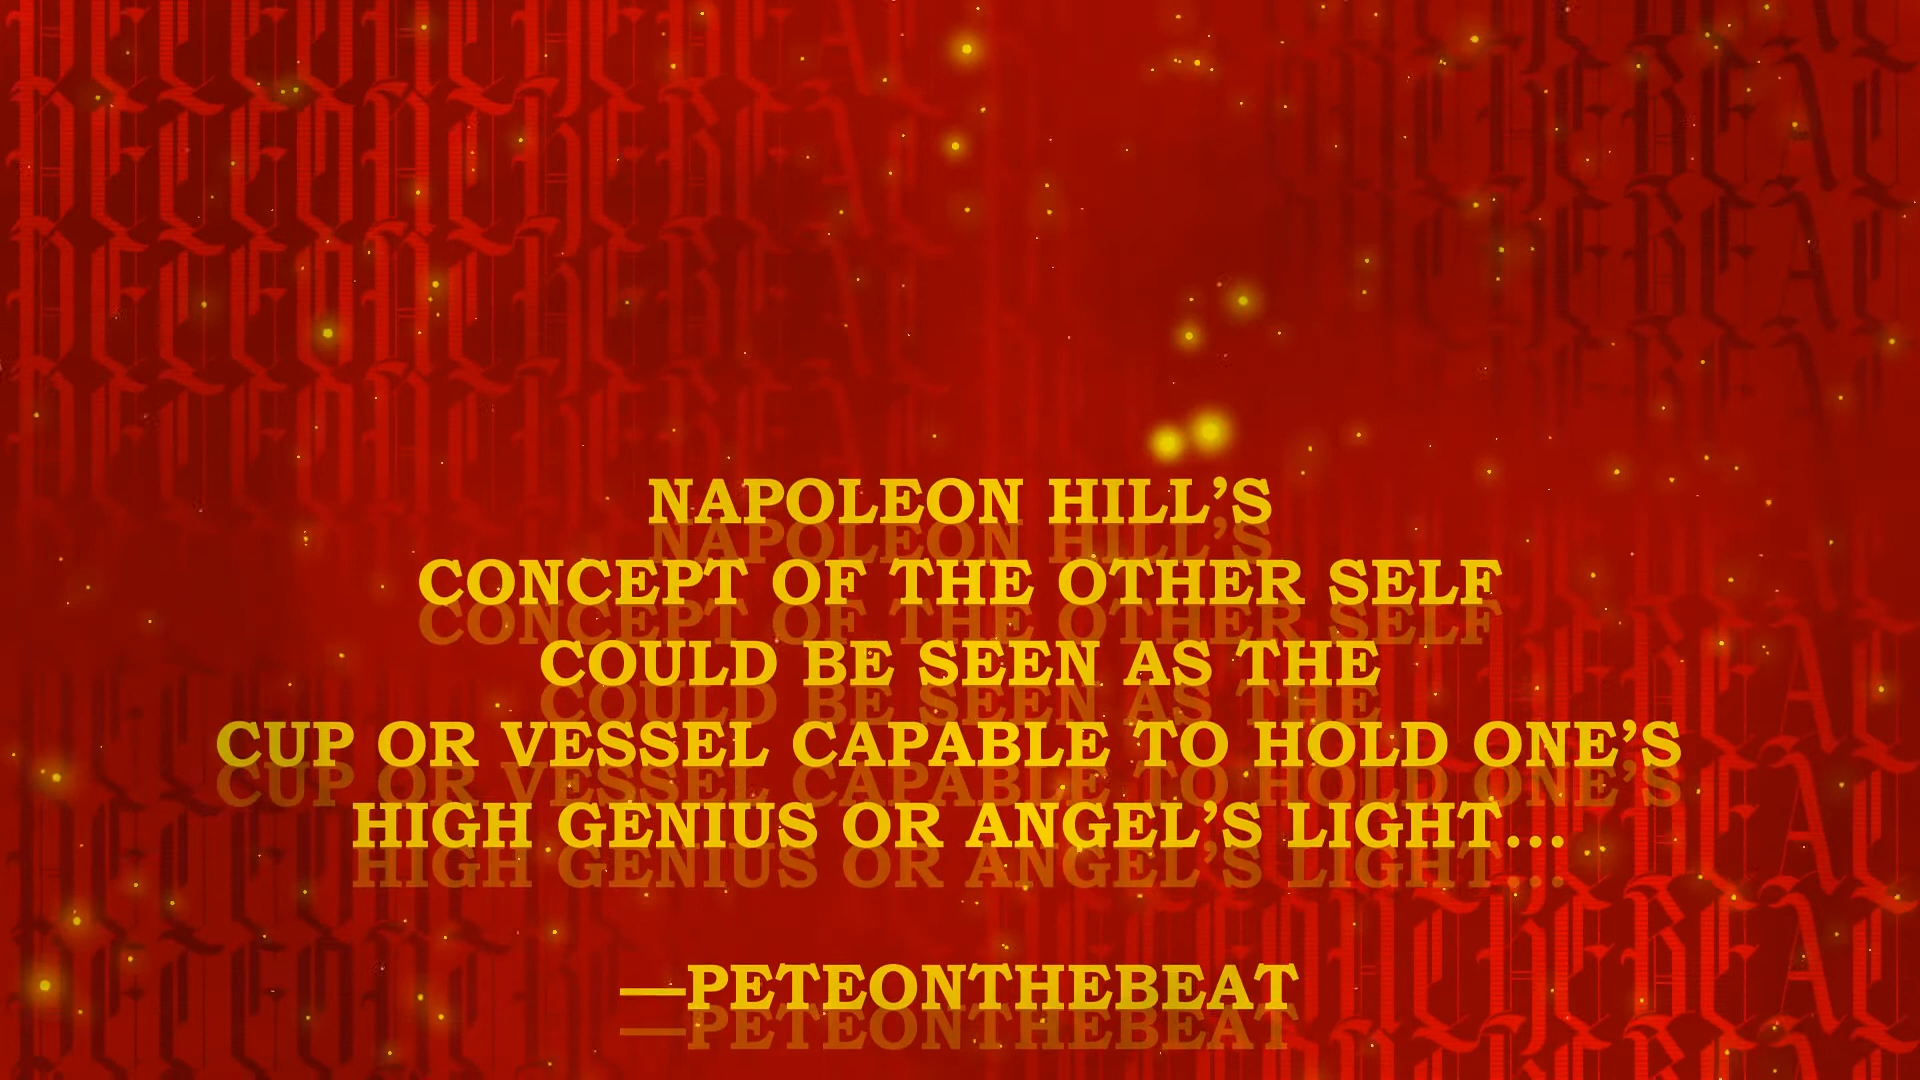 NAPOLEON HILL’S
CONCEPT OF THE OTHER SELF
COULD BE SEEN AS THE
CUP OR VESSEL CAPABLE TO HOLD ONE’S
HIGH GENIUS OR ANGEL’S LIGHT...
—PETEONTHEBEAT